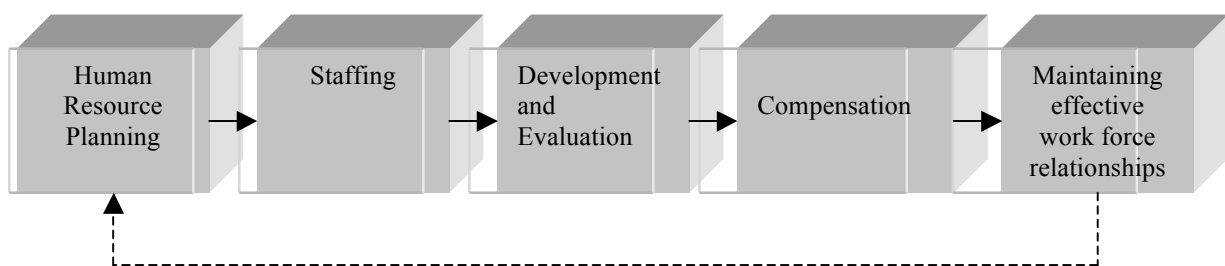 Human
Resource
Planning
Staffing
Development
and
Evaluation
Compensation
Maintaining
effective
work force
relationships